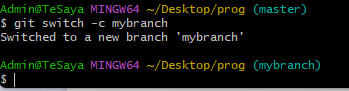 Admin@TeSaya MINGW64 ~/Desktop/prog (master)
$ git switch -c mybranch
Switched to a new branch 'mybranch'
Admin@TeSaya MINGW64 ~/Desktop/prog (mybranch)
$